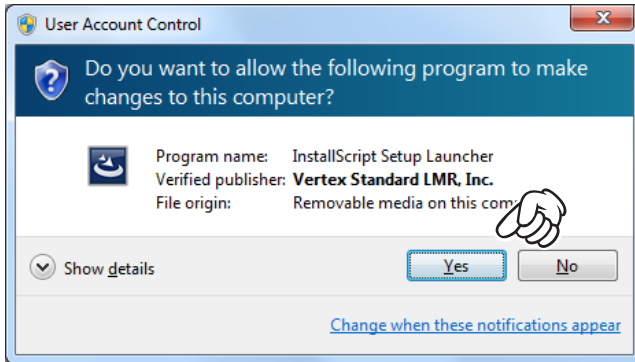 User Account Control
Do you want to allow the following program to make
changes to this computer?
Program name: InstallScript Setup Launcher
Verified publisher: Vertex Standard LMR, Inc.
File origin: Removable media on this
Show details
Yes No
Change when these notifications appear